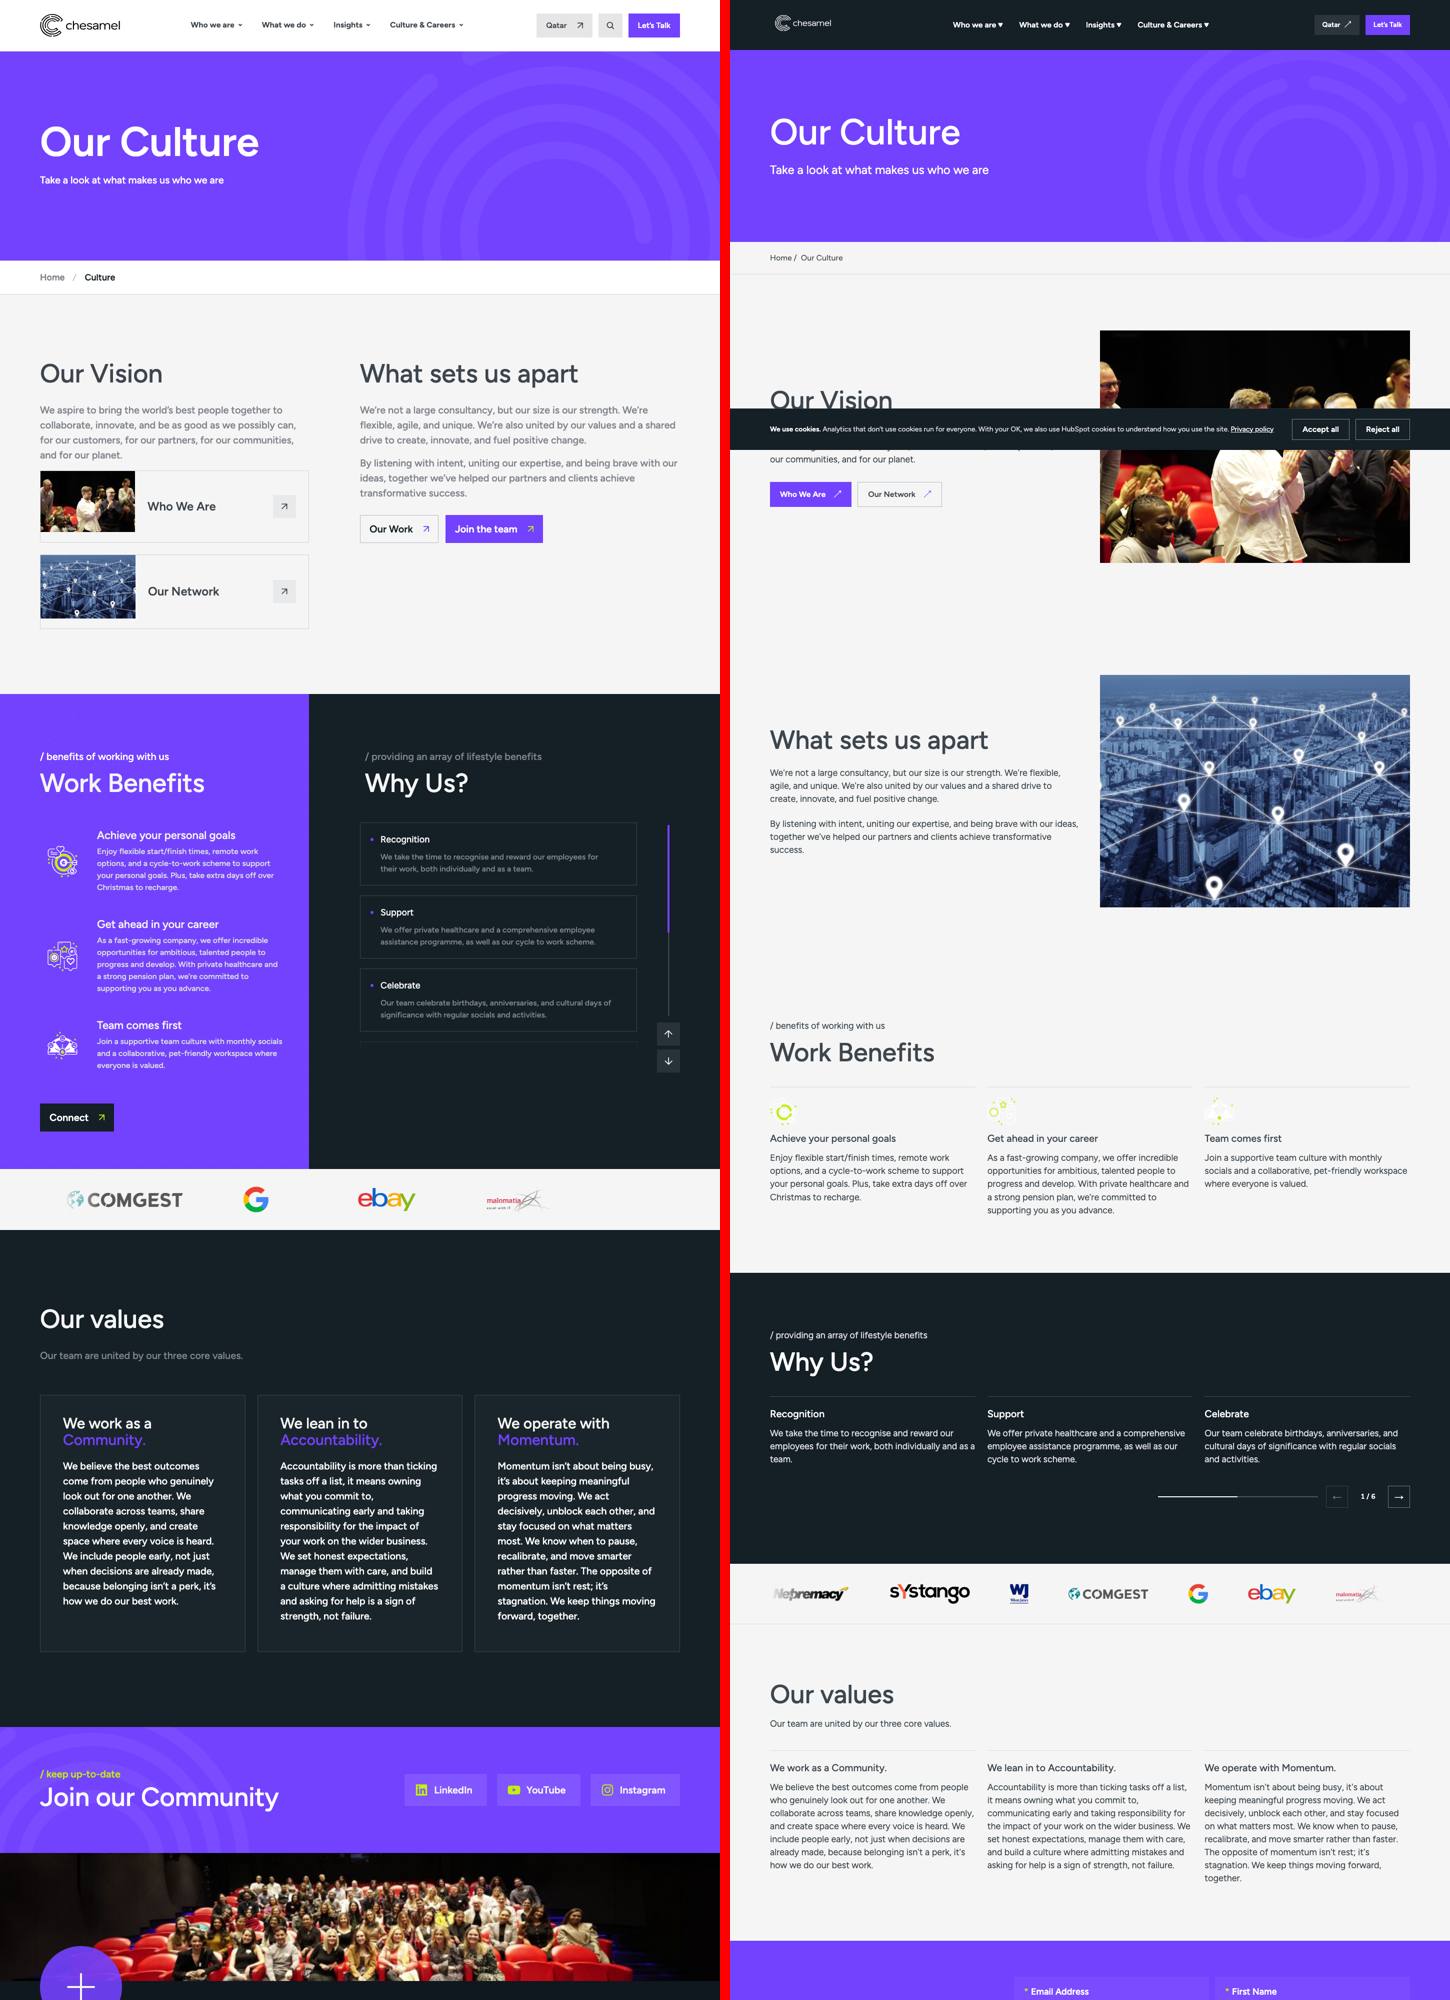 chesamel
Who we are
What we do
Insights
Culture & Careers
Qatar
Let's Talk
Our Culture
Take a look at what makes us who we are
Home / Culture
Our Vision
We aspire to bring the world's best people together to
collaborate, innovate, and be as good as we possibly can,
for our customers, for our partners, for our communities,
and for our planet.
Who We Are
Our Network
What sets us apart
We're not a large consultancy, but our size is our strength. We're
flexible, agile, and unique. We're also united by our values and a shared
drive to create, innovate, and fuel positive change.
By listening with intent, uniting our expertise, and being brave with our
ideas, together we've helped our partners and clients achieve
transformative success.
Our Work
Join the team
/ benefits of working with us
Work Benefits
Achieve your personal goals
Enjoy flexible start/finish times, remote work
options, and a cycle-to-work scheme to support
your personal goals. Plus, take extra days off over
Christmas to recharge.
Get ahead in your career
As a fast-growing company, we offer incredible
opportunities for ambitious, talented people to
progress and develop. With private healthcare and
a strong pension plan, we're committed to
supporting you as you advance.
Team comes first
Join a supportive team culture with monthly socials
and a collaborative, pet-friendly workspace where
everyone is valued.
Connect
/ providing an array of lifestyle benefits
Why Us?
Recognition
We take the time to recognise and reward our employees for
their work, both individually and as a team.
Support
We offer private healthcare and a comprehensive employee
assistance programme, as well as our cycle to work scheme.
Celebrate
Our team celebrate birthdays, anniversaries, and cultural days of
significance with regular socials and activities.
COMGEST
G
ebay
malomatia
Our values
Our team are united by our three core values.
We work as a
Community.
We believe the best outcomes
come from people who genuinely
look out for one another. We
collaborate across teams, share
knowledge openly, and create
space where every voice is heard.
We include people early, not just
when decisions are already made,
because belonging isn't a perk, it's
how we do our best work.
We lean in to
Accountability.
Accountability is more than ticking
tasks off a list, it means owning
what you commit to,
communicating early and taking
responsibility for the impact of
your work on the wider business.
We set honest expectations,
manage them with care, and build
a culture where admitting mistakes
and asking for help is a sign of
strength, not failure.
We operate with
Momentum.
Momentum isn't about being busy,
it's about keeping meaningful
progress moving. We act
decisively, unblock each other, and
stay focused on what matters
most. We know when to pause,
recalibrate, and move smarter
rather than faster. The opposite of
momentum isn't rest; it's
stagnation. We keep things moving
forward, together.
/ keep up-to-date
Join our Community
LinkedIn
YouTube
Instagram
chesamel
Who we are
What we do
Insights
Culture & Careers
Qatar
Let's Talk
Our Culture
Take a look at what makes us who we are
Home / Our Culture
Our Vision
We use cookies. Analytics that don't use cookies run for everyone. With your OK, we also use HubSpot cookies to understand how you use the site. Privacy policy
Accept all
Reject all
our communities, and for our planet.
Who We Are
Our Network
What sets us apart
We're not a large consultancy, but our size is our strength. We're flexible,
agile, and unique. We're also united by our values and a shared drive to
create, innovate, and fuel positive change.
By listening with intent, uniting our expertise, and being brave with our ideas,
together we've helped our partners and clients achieve transformative
success.
/ benefits of working with us
Work Benefits
Achieve your personal goals
Enjoy flexible start/finish times, remote work
options, and a cycle-to-work scheme to support
your personal goals. Plus, take extra days off over
Christmas to recharge.
Get ahead in your career
As a fast-growing company, we offer incredible
opportunities for ambitious, talented people to
progress and develop. With private healthcare and
a strong pension plan, we're committed to
supporting you as you advance.
Team comes first
Join a supportive team culture with monthly
socials and a collaborative, pet-friendly workspace
where everyone is valued.
/ providing an array of lifestyle benefits
Why Us?
Recognition
We take the time to recognise and reward our
employees for their work, both individually and as a
team.
Support
We offer private healthcare and a comprehensive
employee assistance programme, as well as our
cycle to work scheme.
Celebrate
Our team celebrate birthdays, anniversaries, and
cultural days of significance with regular socials
and activities.
1 / 6
Netpremacy
sYstango
WJ
COMGEST
G
ebay
malomatia
Our values
Our team are united by our three core values.
We work as a Community.
We believe the best outcomes come from people
who genuinely look out for one another. We
collaborate across teams, share knowledge openly,
and create space where every voice is heard. We
include people early, not just when decisions are
already made, because belonging isn't a perk, it's
how we do our best work.
We lean in to Accountability.
Accountability is more than ticking tasks off a list,
it means owning what you commit to,
communicating early and taking responsibility for
the impact of your work on the wider business. We
set honest expectations, manage them with care,
and build a culture where admitting mistakes and
asking for help is a sign of strength, not failure.
We operate with Momentum.
Momentum isn't about being busy, it's about
keeping meaningful progress moving. We act
decisively, unblock each other, and stay focused
on what matters most. We know when to pause,
recalibrate, and move smarter rather than faster.
The opposite of momentum isn't rest; it's
stagnation. We keep things moving forward,
together.
* Email Address
* First Name